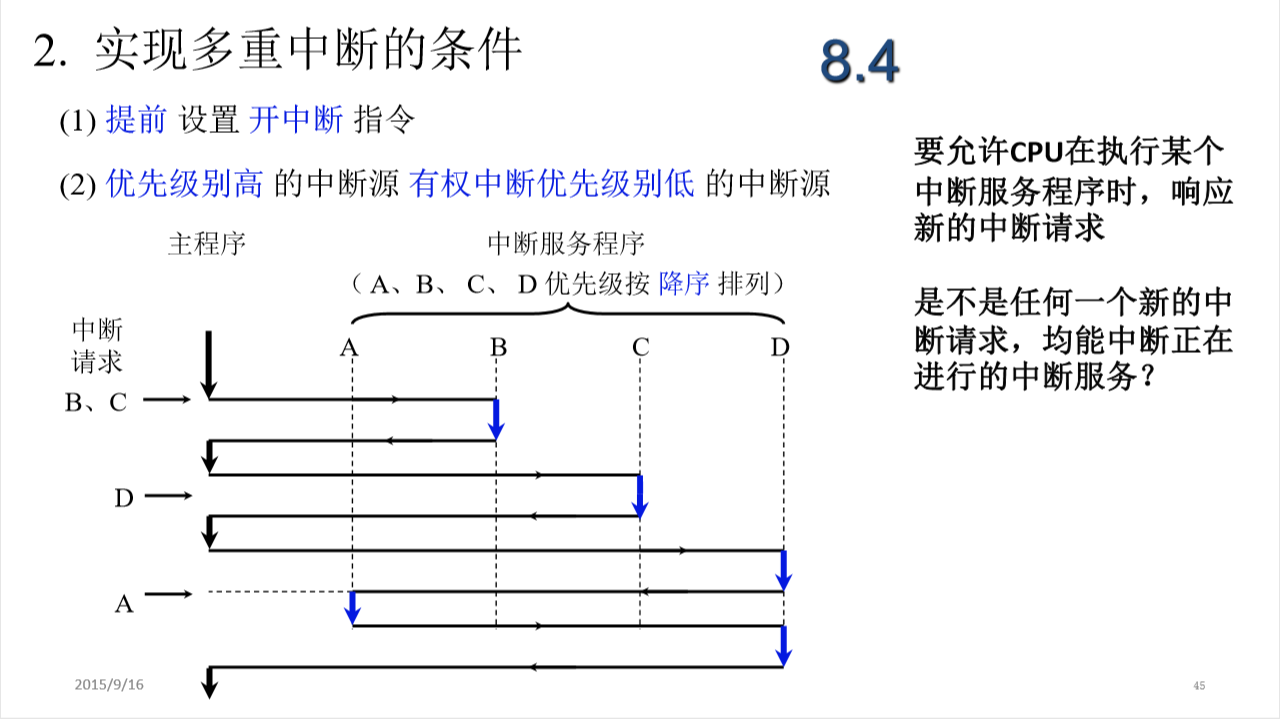 2. 实现多重中断的条件
8.4
(1) 提前 设置 开中断 指令
(2) 优先级别高 的中断源 有权中断优先级别低 的中断源
要允许CPU在执行某个
中断服务程序时，响应
新的中断请求
是不是任何一个新的中
断请求，均能中断正在
进行的中断服务？
主程序
中断服务程序
（ A、B、 C、 D 优先级按 降序 排列）
中断
请求
A B C D
B、C
D
A
2015/9/16
45